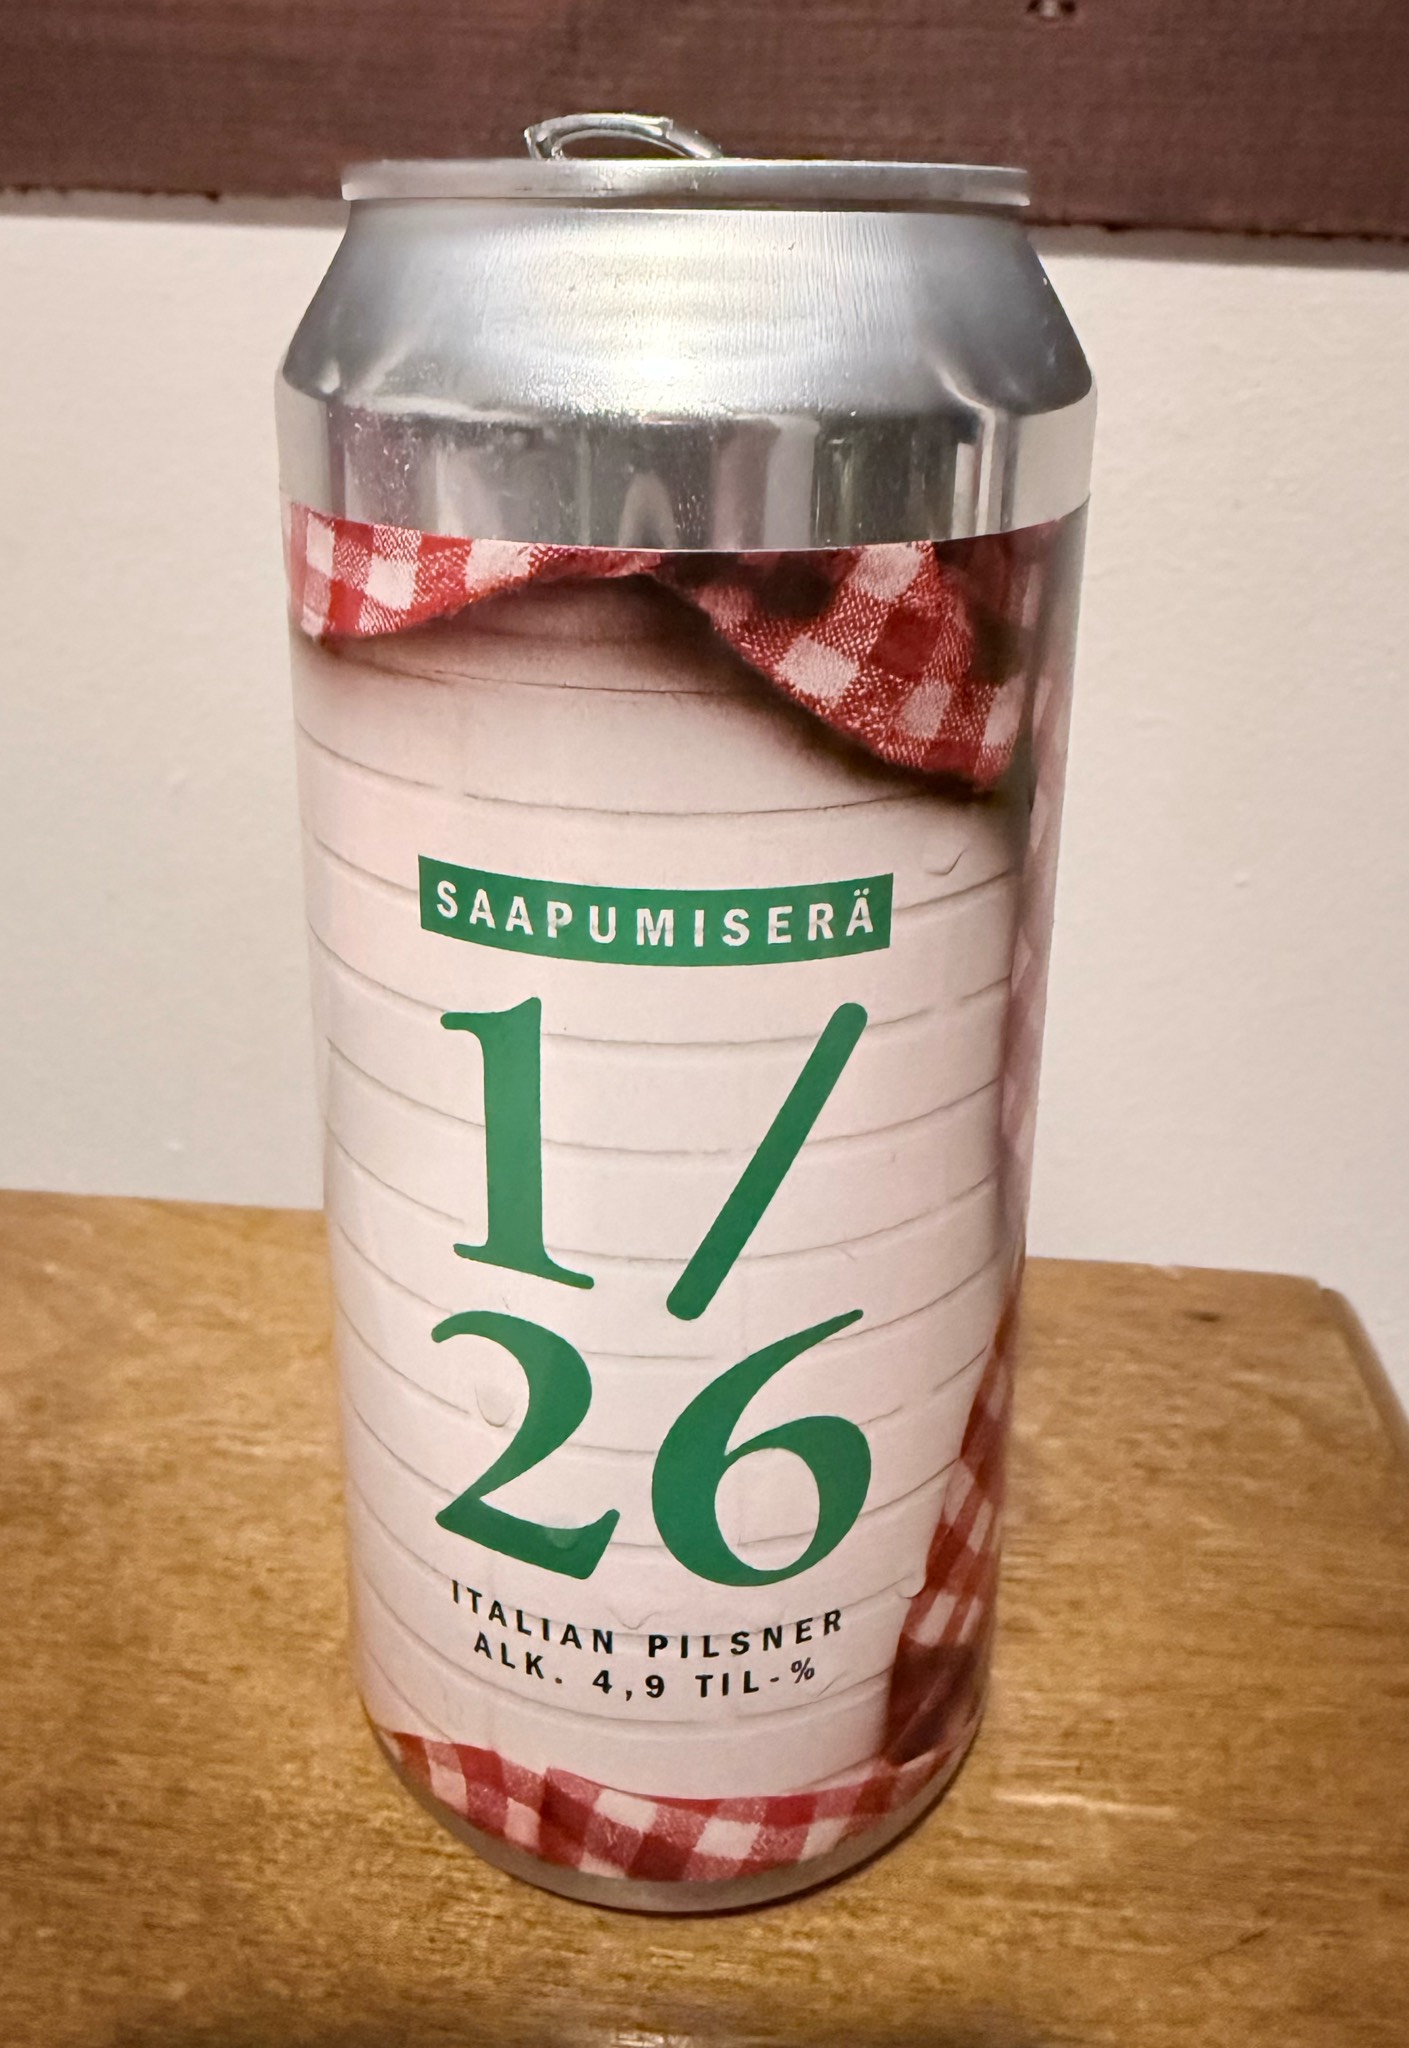 SAAPUMISERÄ
1/
26
ITALIAN PILSNER
ALK. 4,9 TIL-%